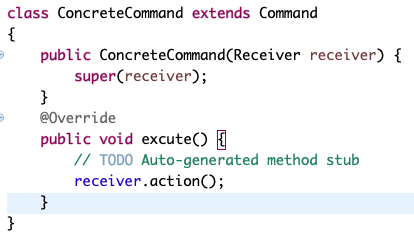 class ConcreteCommand extends Command
{
    public ConcreteCommand(Receiver receiver) {
        super(receiver);
    }
    @Override
    public void excute() {
        // TODO Auto-generated method stub
        receiver.action();
    }
}